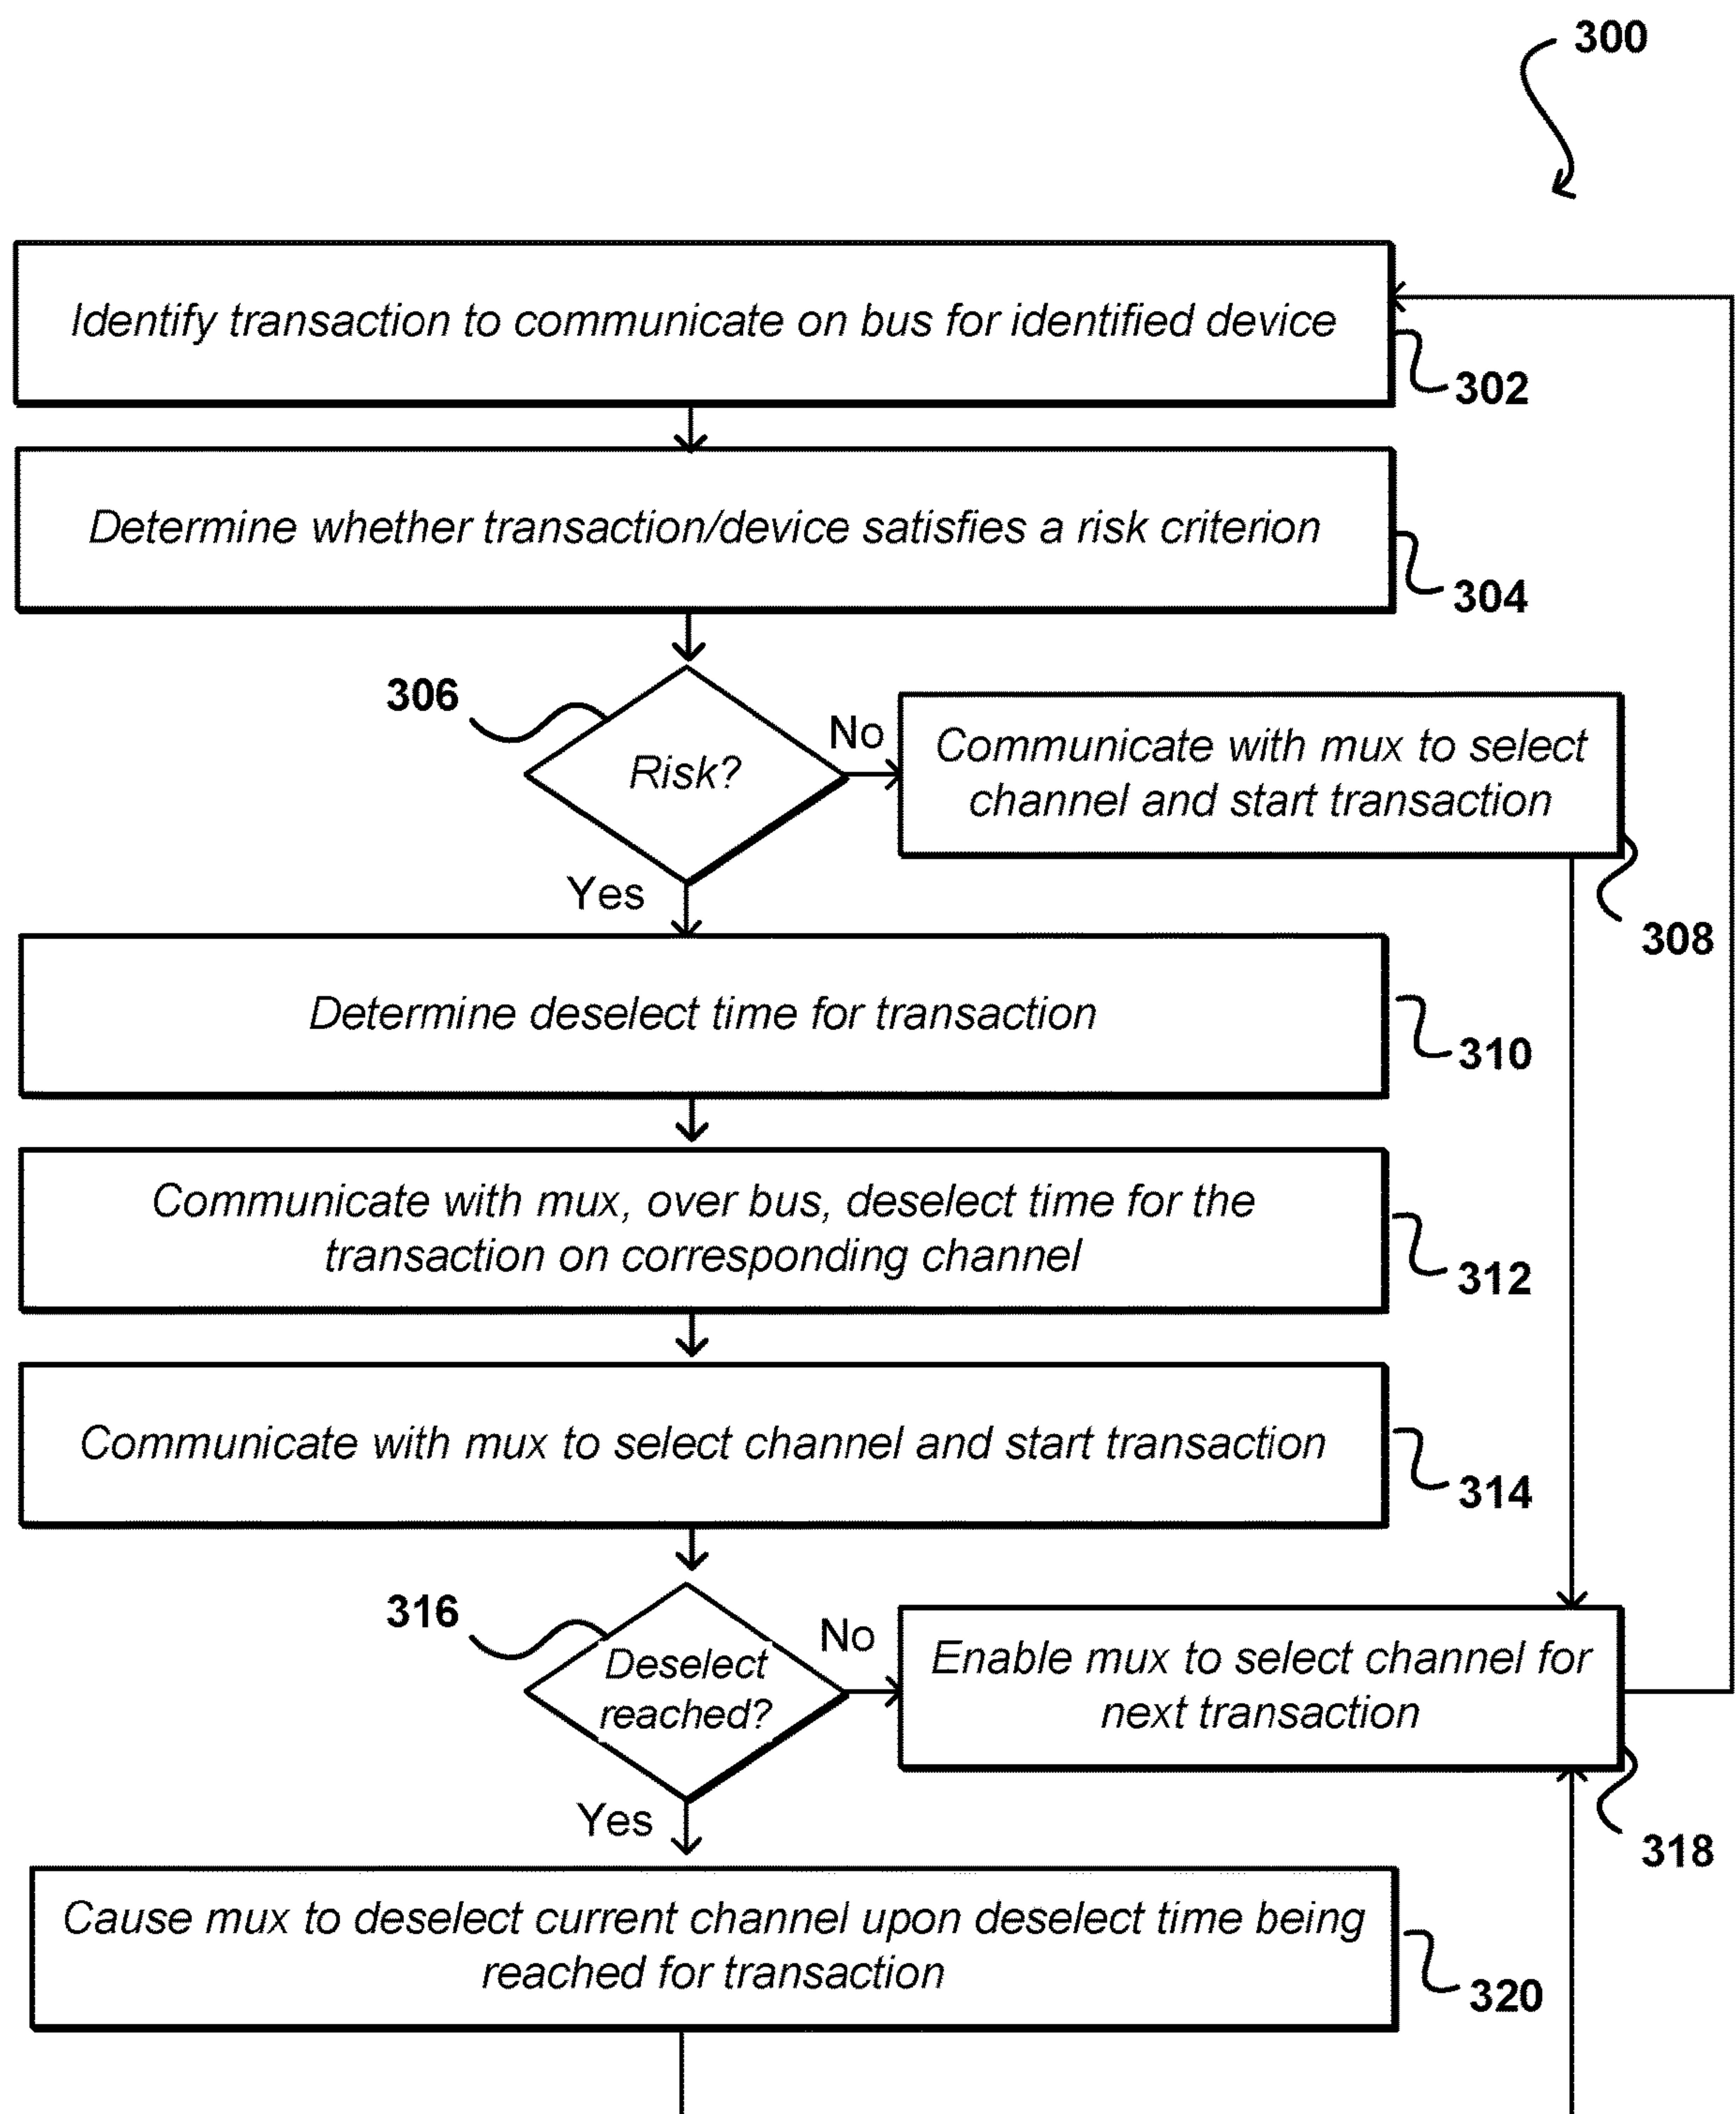 300
Identify transaction to communicate on bus for identified device
302
Determine whether transaction/device satisfies a risk criterion
304
306
Risk?
No
Communicate with mux to select
channel and start transaction
308
Yes
Determine deselect time for transaction
310
Communicate with mux, over bus, deselect time for the
transaction on corresponding channel
312
Communicate with mux to select channel and start transaction
314
316
Deselect
reached?
No
Enable mux to select channel for
next transaction
318
Yes
Cause mux to deselect current channel upon deselect time being
reached for transaction
320